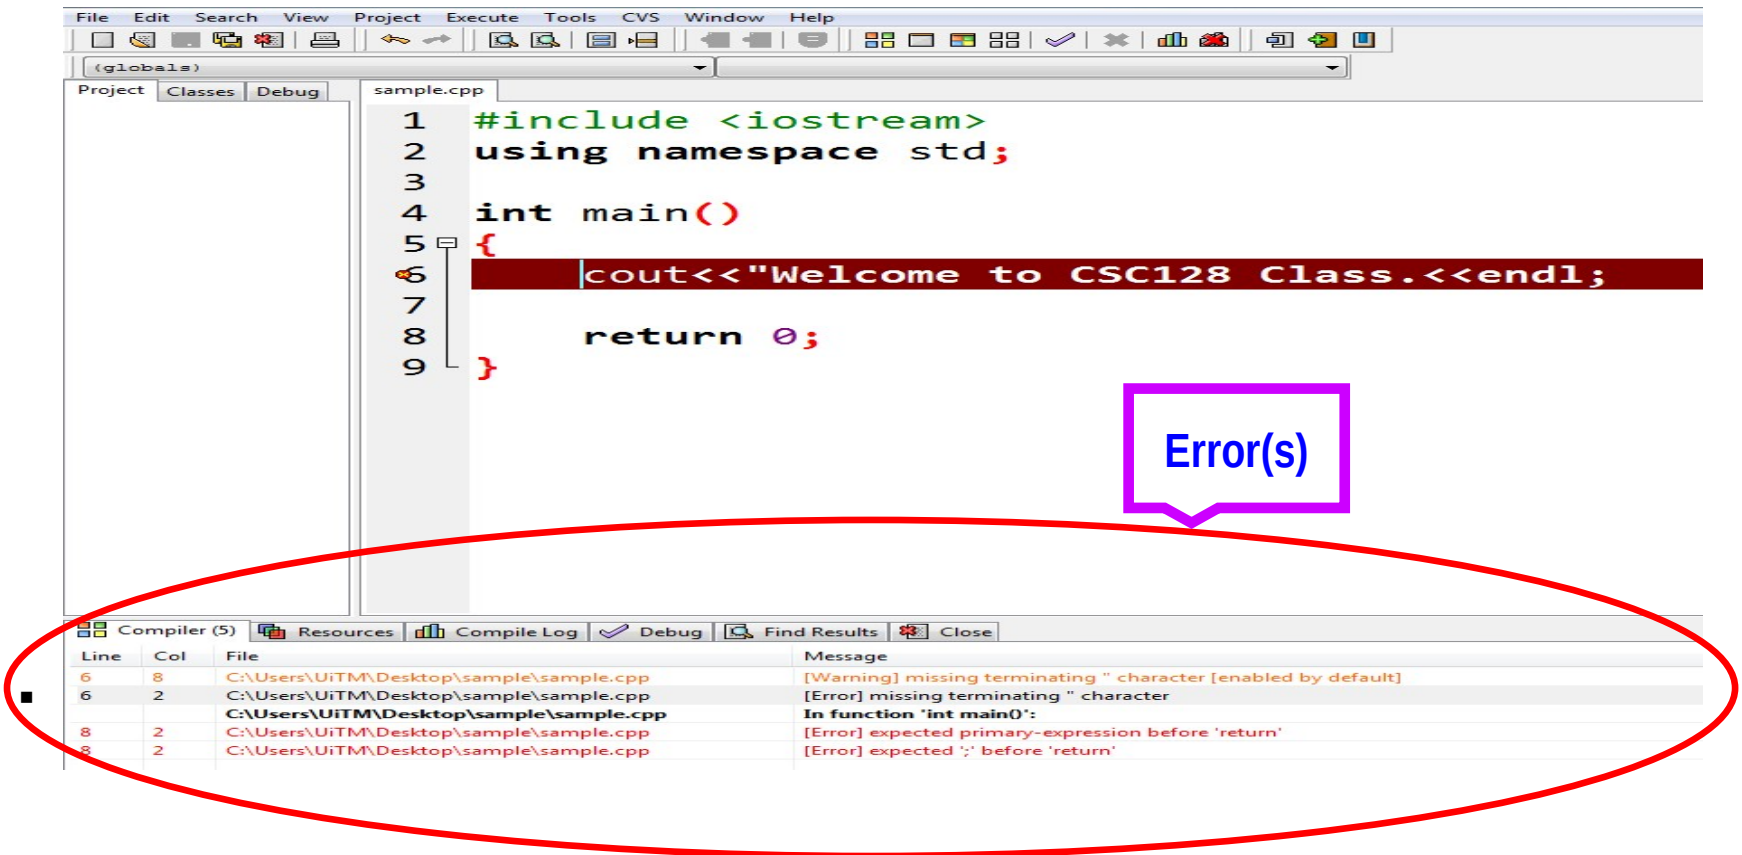 File Edit Search View Project Execute Tools CVS Window Help
(globals)
Project Classes Debug sample.cpp
1 #include <iostream>
2 using namespace std;
3
4 int main()
5 {
6 cout<<"Welcome to CSC128 Class.<<endl;
7
8 return 0;
9 }
Error(s)
Compiler (5) Resources Compile Log Debug Find Results Close
Line Col File Message
6 8 C:\Users\UiTM\Desktop\sample\sample.cpp [Warning] missing terminating " character [enabled by default]
6 2 C:\Users\UiTM\Desktop\sample\sample.cpp [Error] missing terminating " character
C:\Users\UiTM\Desktop\sample\sample.cpp In function 'int main()':
8 2 C:\Users\UiTM\Desktop\sample\sample.cpp [Error] expected primary-expression before 'return'
8 2 C:\Users\UiTM\Desktop\sample\sample.cpp [Error] expected ';' before 'return'